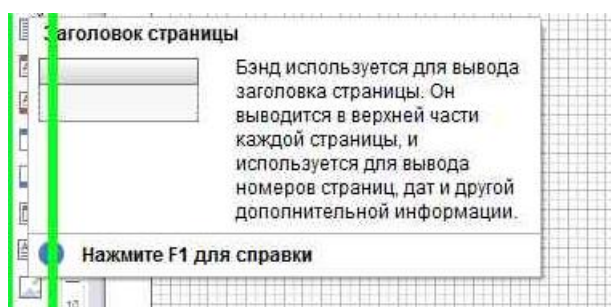 Заголовок страницы
Бэнд используется для вывода
заголовка страницы. Он
выводится в верхней части
каждой страницы, и
используется для вывода
номеров страниц, дат и другой
дополнительной информации.
Нажмите F1 для справки